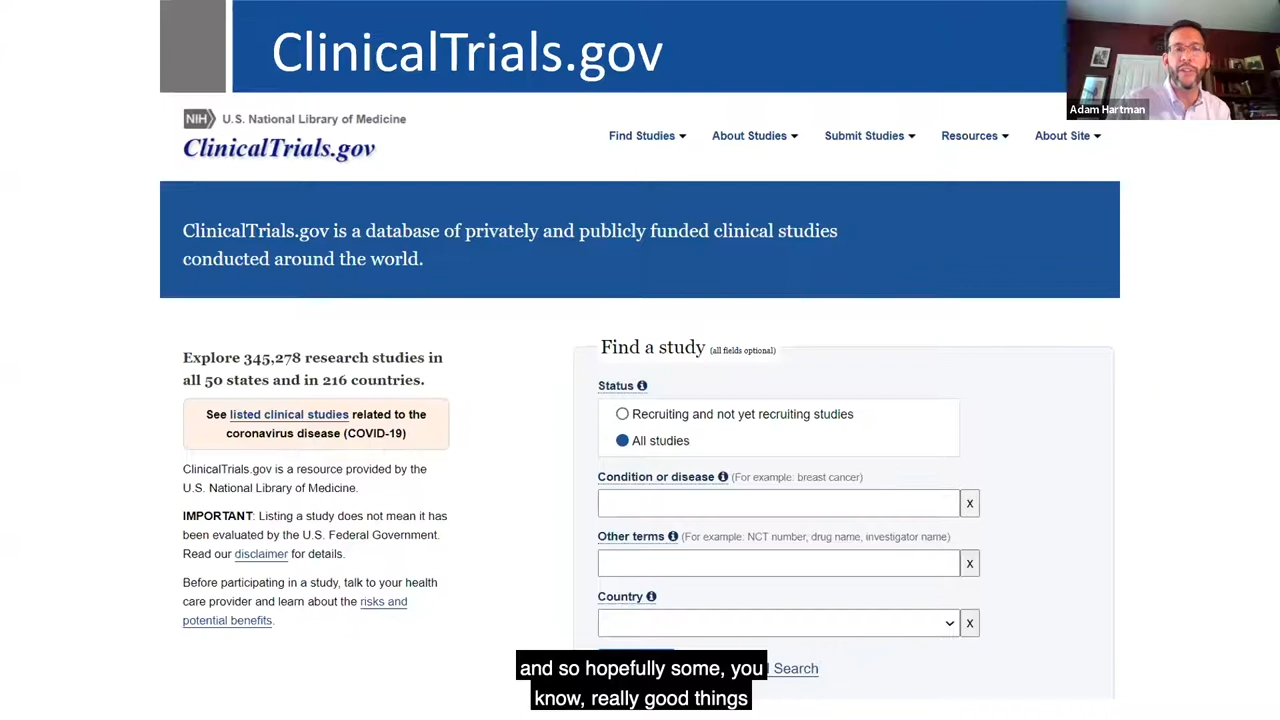 ClinicalTrials.gov
Adam Hartman
NIH U.S. National Library of Medicine
ClinicalTrials.gov
Find Studies About Studies Submit Studies Resources About Site
ClinicalTrials.gov is a database of privately and publicly funded clinical studies
conducted around the world.
Explore 345,278 research studies in
all 50 states and in 216 countries.
See listed clinical studies related to the
coronavirus disease (COVID-19)
ClinicalTrials.gov is a resource provided by the
U.S. National Library of Medicine.
IMPORTANT: Listing a study does not mean it has
been evaluated by the U.S. Federal Government.
Read our disclaimer for details.
Before participating in a study, talk to your health
care provider and learn about the risks and
potential benefits.
Find a study (all fields optional)
Status
Recruiting and not yet recruiting studies
All studies
Condition or disease (For example: breast cancer)
X
Other terms (For example: NCT number, drug name, investigator name)
X
Country
X
Search
and so hopefully some, you
know, really good things